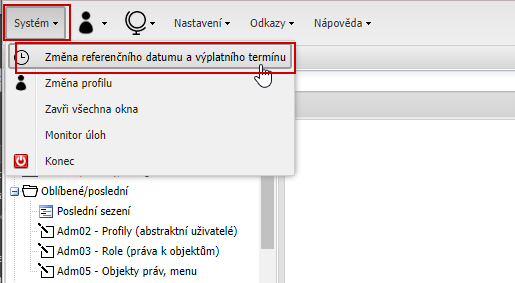 Systém
Nastavení
Odkazy
Nápověda
Změna referenčního datumu a výplatního termínu
Změna profilu
Zavři všechna okna
Monitor úloh
Konec
Oblíbené/poslední
Poslední sezení
Adm02 - Profily (abstraktní uživatelé)
Adm03 - Role (práva k objektům)
Adm05 - Objekty práv, menu